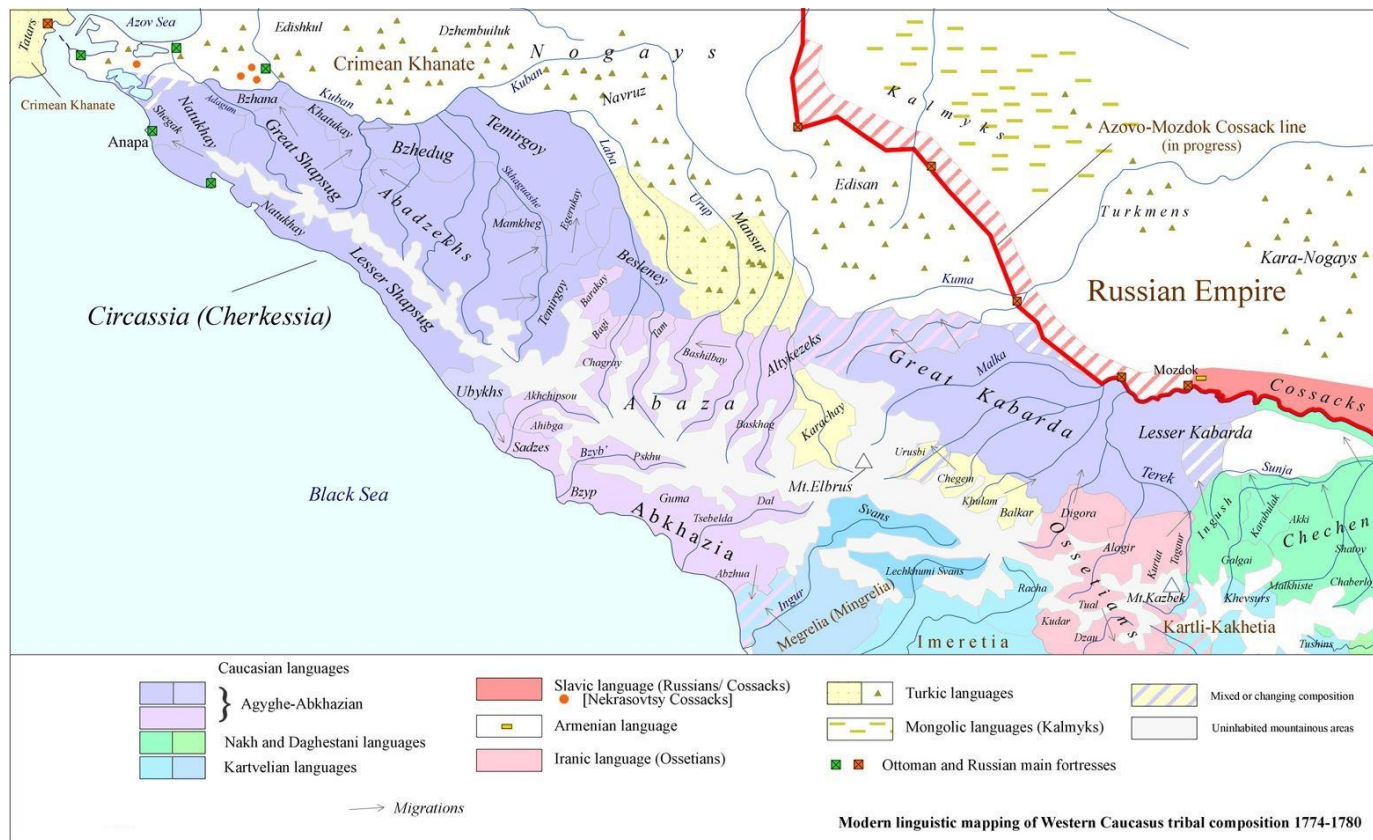 Azov Sea
Tatars
Edishkul
Dzhembuiluk
Nogays
Crimean Khanate
Kuban
Navruz
Kalmyks
Crimean Khanate
Bzhana
Adagum
Khatukay
Kuban
Shegak
Natukhay
Great Shapsug
Bzhedug
Temirgoy
Laba
Urup
Anapa
Azovo-Mozdok Cossack line
(in progress)
Edisan
Turkmens
Kara-Nogays
Abadzekhs
Skhaguashe
Mamkheg
Egerukay
Mansur
Natukhay
Lesser Shapsug
Besleney
Temirgoy
Circassia (Cherkessia)
Barakay
Bagi
Tam
Chagray
Bashilbay
Altykezeks
Kuma
Russian Empire
Great Kabarda
Malka
Mozdok
Cossacks
Ubykhs
Akhchipsou
Ahibga
Sadzes
Abaza
Baskhag
Karachay
Lesser Kabarda
Bzyb'
Pskhu
Urusbi
Chegem
Khulam
Balkar
Terek
Sunja
Black Sea
Mt.Elbrus
Bzyp
Guma
Dal
Tsebelda
Abkhazia
Abzhua
Svans
Digora
Ossetians
Alagir
Kurtat
Tagaur
Ingush
Karabulak
Akki
Chechen
Galgai
Shatoy
Malkhiste
Chaberlo
Lechkhumi Svans
Racha
Ingur
Megrelia (Mingrelia)
Imeretia
Tual
Kudar
Dzau
Mt.Kazbek
Khevsurs
Kartli-Kakhetia
Tushins
Caucasian languages
Agyghe-Abkhazian
Nakh and Daghestani languages
Kartvelian languages
Migrations
Slavic language (Russians/ Cossacks)
[Nekrasovtsy Cossacks]
Armenian language
Iranic language (Ossetians)
Turkic languages
Mongolic languages (Kalmyks)
Ottoman and Russian main fortresses
Mixed or changing composition
Uninhabited mountainous areas
Modern linguistic mapping of Western Caucasus tribal composition 1774-1780